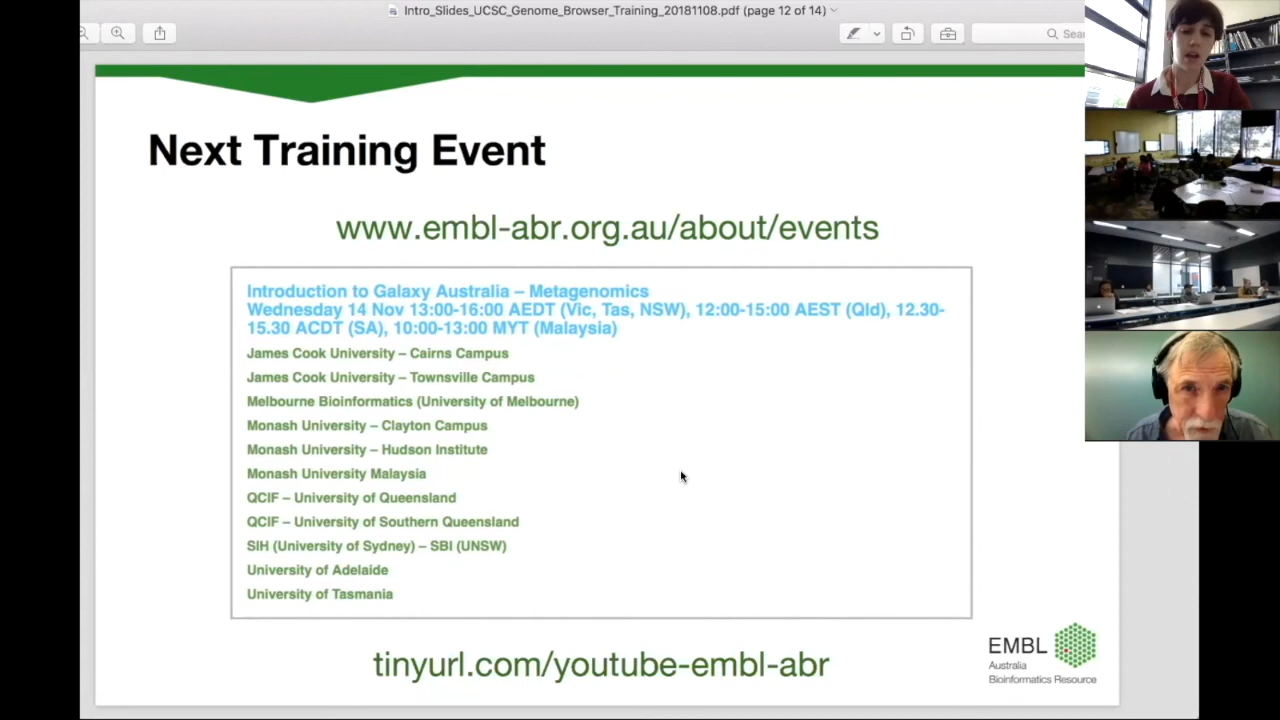 Intro_Slides_UCSC_Genome_Browser_Training_20181108.pdf (page 12 of 14)
Sea
Next Training Event
www.embl-abr.org.au/about/events
Introduction to Galaxy Australia – Metagenomics
Wednesday 14 Nov 13:00-16:00 AEDT (Vic, Tas, NSW), 12:00-15:00 AEST (Qld), 12.30-
15.30 ACDT (SA), 10:00-13:00 MYT (Malaysia)
James Cook University – Cairns Campus
James Cook University – Townsville Campus
Melbourne Bioinformatics (University of Melbourne)
Monash University – Clayton Campus
Monash University – Hudson Institute
Monash University Malaysia
QCIF – University of Queensland
QCIF – University of Southern Queensland
SIH (University of Sydney) – SBI (UNSW)
University of Adelaide
University of Tasmania
tinyurl.com/youtube-embl-abr
EMBL
Australia
Bioinformatics Resource